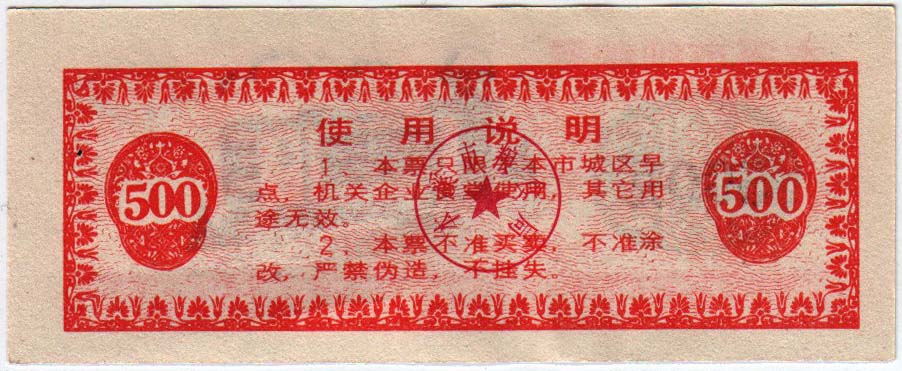 使用说明
500
500
1、本票只限于本市城区早
点,机关企业食堂使用,其它用
途无效。
2、本票不准买卖,不准涂
改,严禁伪造,不挂失。